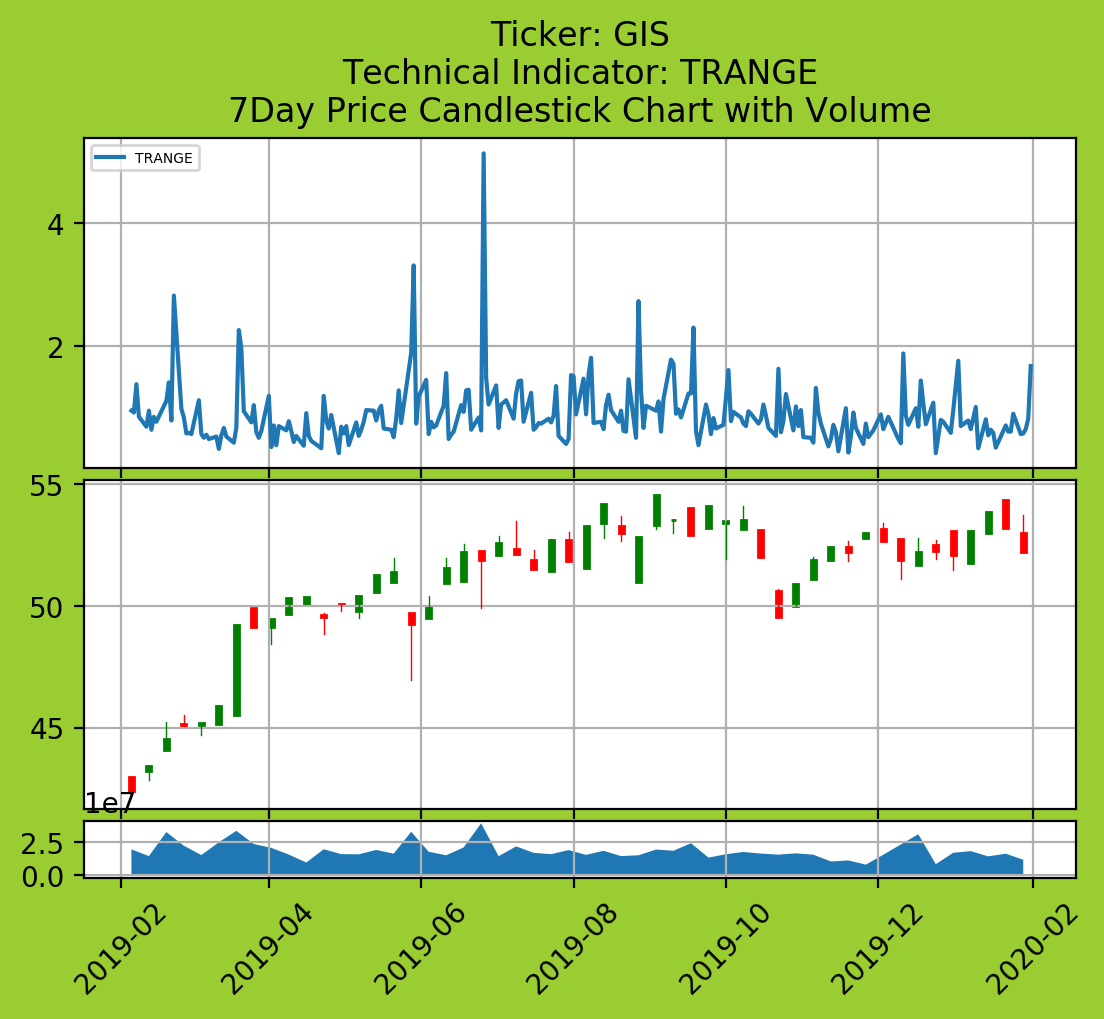 Ticker: GIS
Technical Indicator: TRANGE
7Day Price Candlestick Chart with Volume
TRANGE
4
2
55
50
45
1e7
2.5
0.0
2019-02
2019-04
2019-06
2019-08
2019-10
2019-12
2020-02